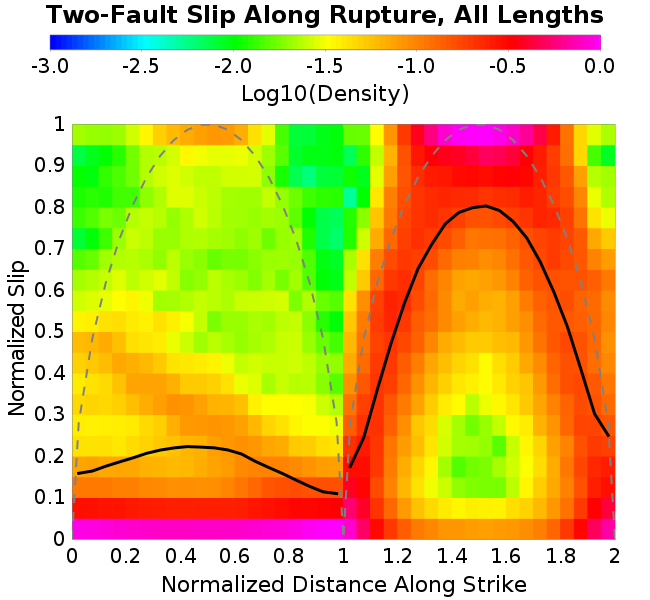 Two-Fault Slip Along Rupture, All Lengths
-3.0 -2.5 -2.0 -1.5 -1.0 -0.5 0.0
Log10(Density)
1
0.9
0.8
0.7
0.6
0.5
0.4
0.3
0.2
0.1
0
Normalized Slip
0 0.2 0.4 0.6 0.8 1 1.2 1.4 1.6 1.8 2
Normalized Distance Along Strike